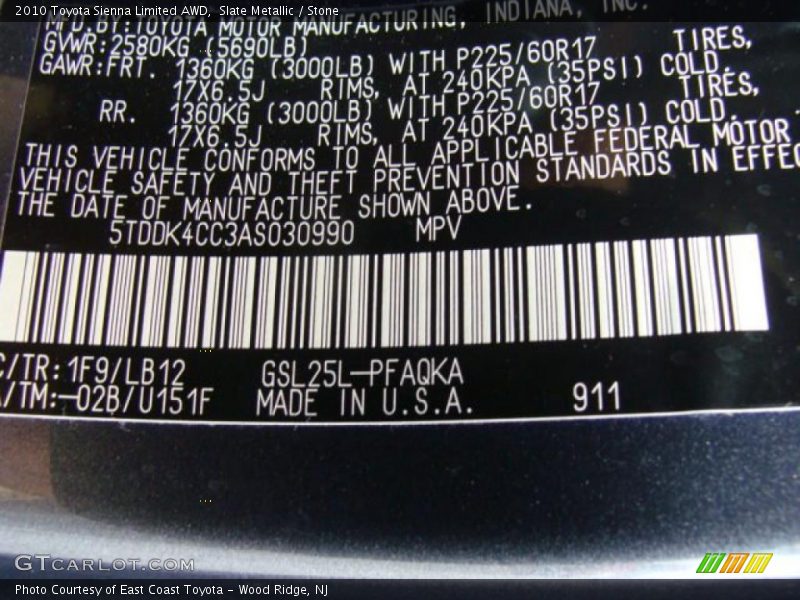 2010 Toyota Sienna Limited AWD, Slate Metallic / Stone
MFD.BY:TOYOTA MOTOR MANUFACTURING, INDIANA, INC.
GVWR:2580KG (5690LB)
GAWR:FRT. 1360KG (3000LB) WITH P225/60R17 TIRES,
17X6.5J RIMS, AT 240KPA (35PSI) COLD.
RR. 1360KG (3000LB) WITH P225/60R17 TIRES,
17X6.5J RIMS, AT 240KPA (35PSI) COLD.
THIS VEHICLE CONFORMS TO ALL APPLICABLE FEDERAL MOTOR
VEHICLE SAFETY AND THEFT PREVENTION STANDARDS IN EFFEC
THE DATE OF MANUFACTURE SHOWN ABOVE.
5TDDK4CC3AS030990 MPV
C/TR:1F9/LB12 GSL25L-PFAQKA
A/TM:-02B/U151F MADE IN U.S.A. 911
GTCARLOT.COM
Photo Courtesy of East Coast Toyota - Wood Ridge, NJ